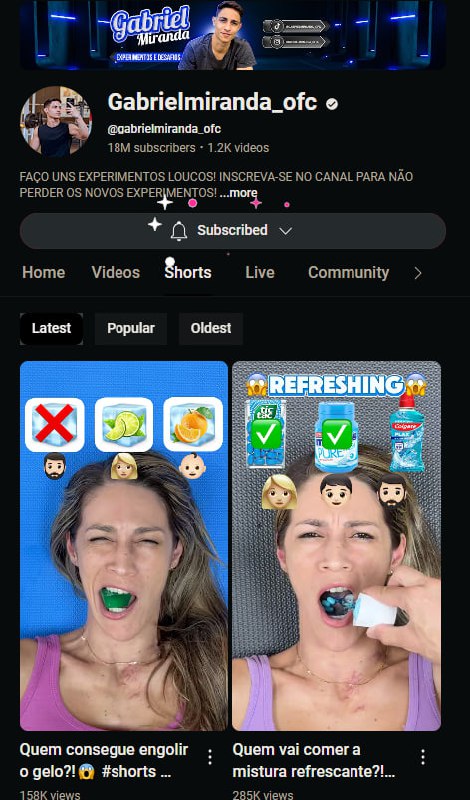 Gabriel
Miranda
EXPERIMENTOS E DESAFIOS
Gabrielmiranda_ofc
@gabrielmiranda_ofc
18M subscribers • 1.2K videos
FAÇO UNS EXPERIMENTOS LOUCOS! INSCREVA-SE NO CANAL PARA NÃO
PERDER OS NOVOS EXPERIMENTOS! ...more
Subscribed
Home Videos Shorts Live Community
Latest Popular Oldest
REFRESHING
tic
tac
PURE
Colgate
PLAX
Quem consegue engolir
o gelo?!😱 #shorts ...
158K views
Quem vai comer a
mistura refrescante?!...
285K views